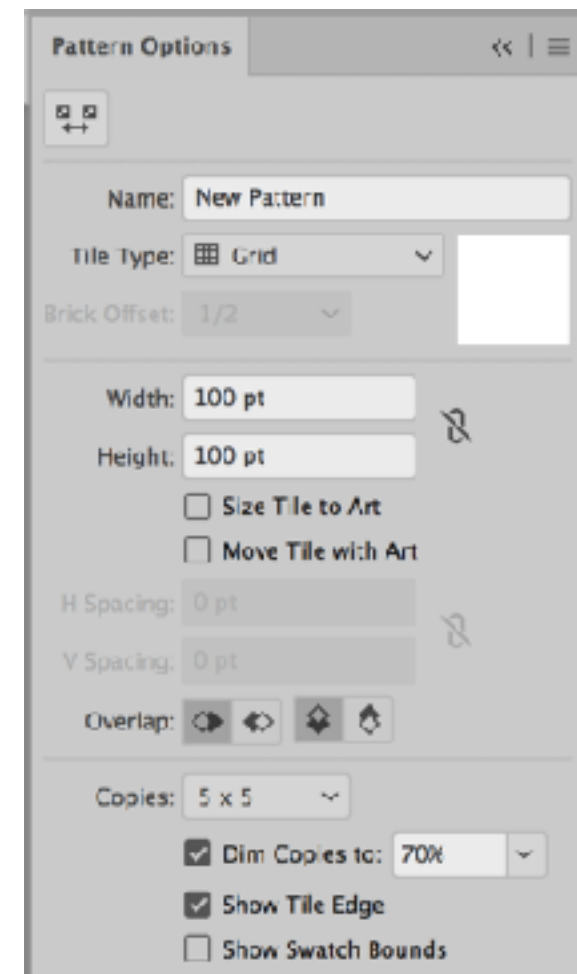 Pattern Options
Name: New Pattern
Tile Type: Grid
Brick Offset: 1/2
Width: 100 pt
Height: 100 pt
Size Tile to Art
Move Tile with Art
H Spacing: 0 pt
V Spacing: 0 pt
Overlap:
Copies: 5 x 5
Dim Copies to: 70%
Show Tile Edge
Show Swatch Bounds